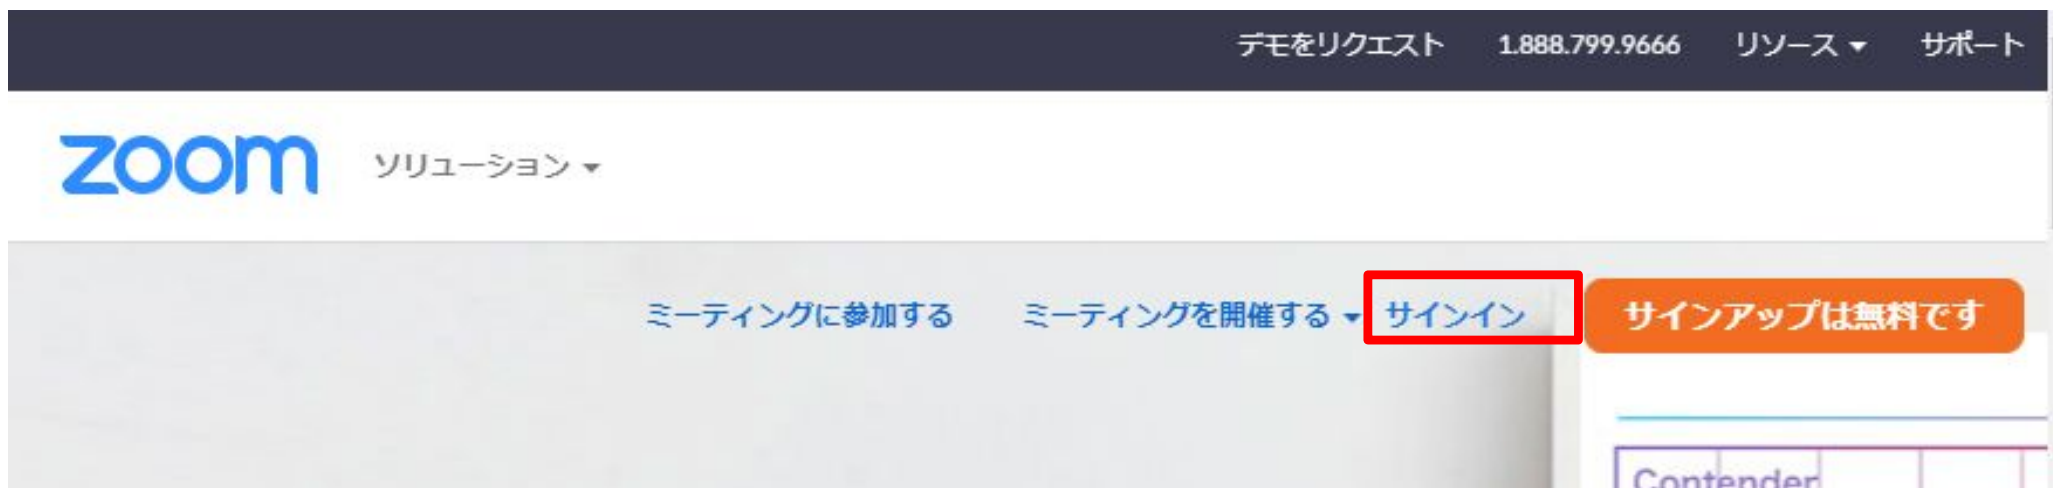 デモをリクエスト 1.888.799.9666 リソース サポート
zoom ソリューション
ミーティングに参加する ミーティングを開催する サインイン サインアップは無料です
Contender